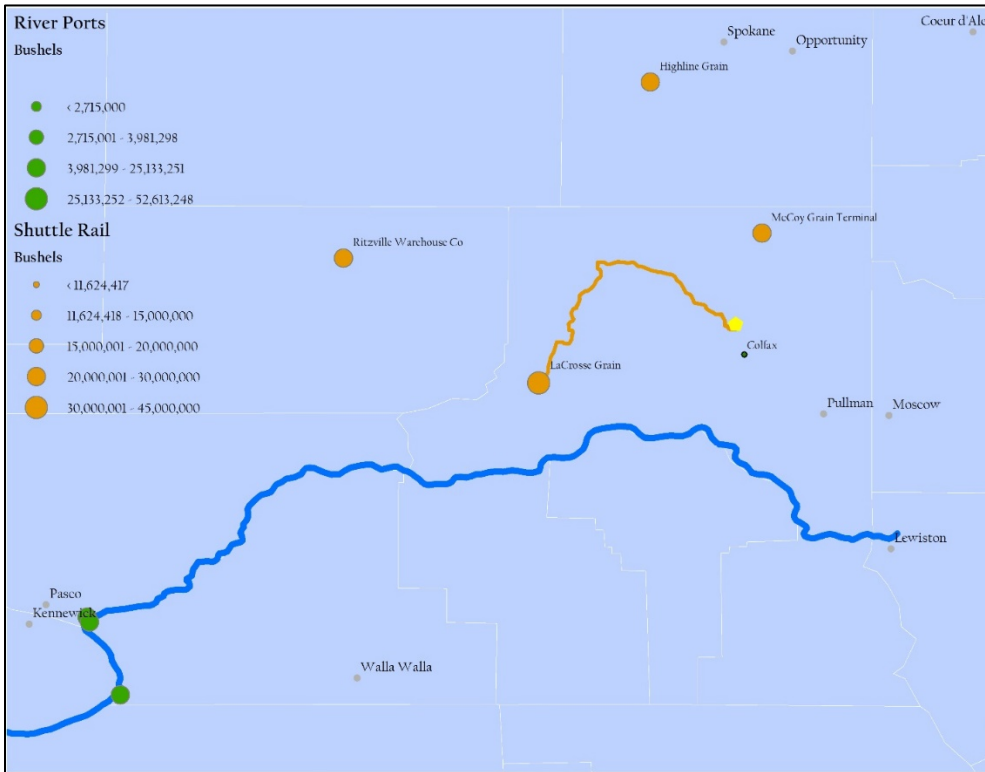 River Ports
Bushels
< 2,715,000
2,715,001 - 3,981,298
3,981,299 - 25,133,251
25,133,252 - 52,613,248
Shuttle Rail
Bushels
< 11,624,417
11,624,418 - 15,000,000
15,000,001 - 20,000,000
20,000,001 - 30,000,000
30,000,001 - 45,000,000
Coeur d'Ale
Spokane
Opportunity
Highline Grain
McCoy Grain Terminal
Ritzville Warehouse Co
Colfax
LaCrosse Grain
Pullman
Moscow
Lewiston
Pasco
Kennewick
Walla Walla